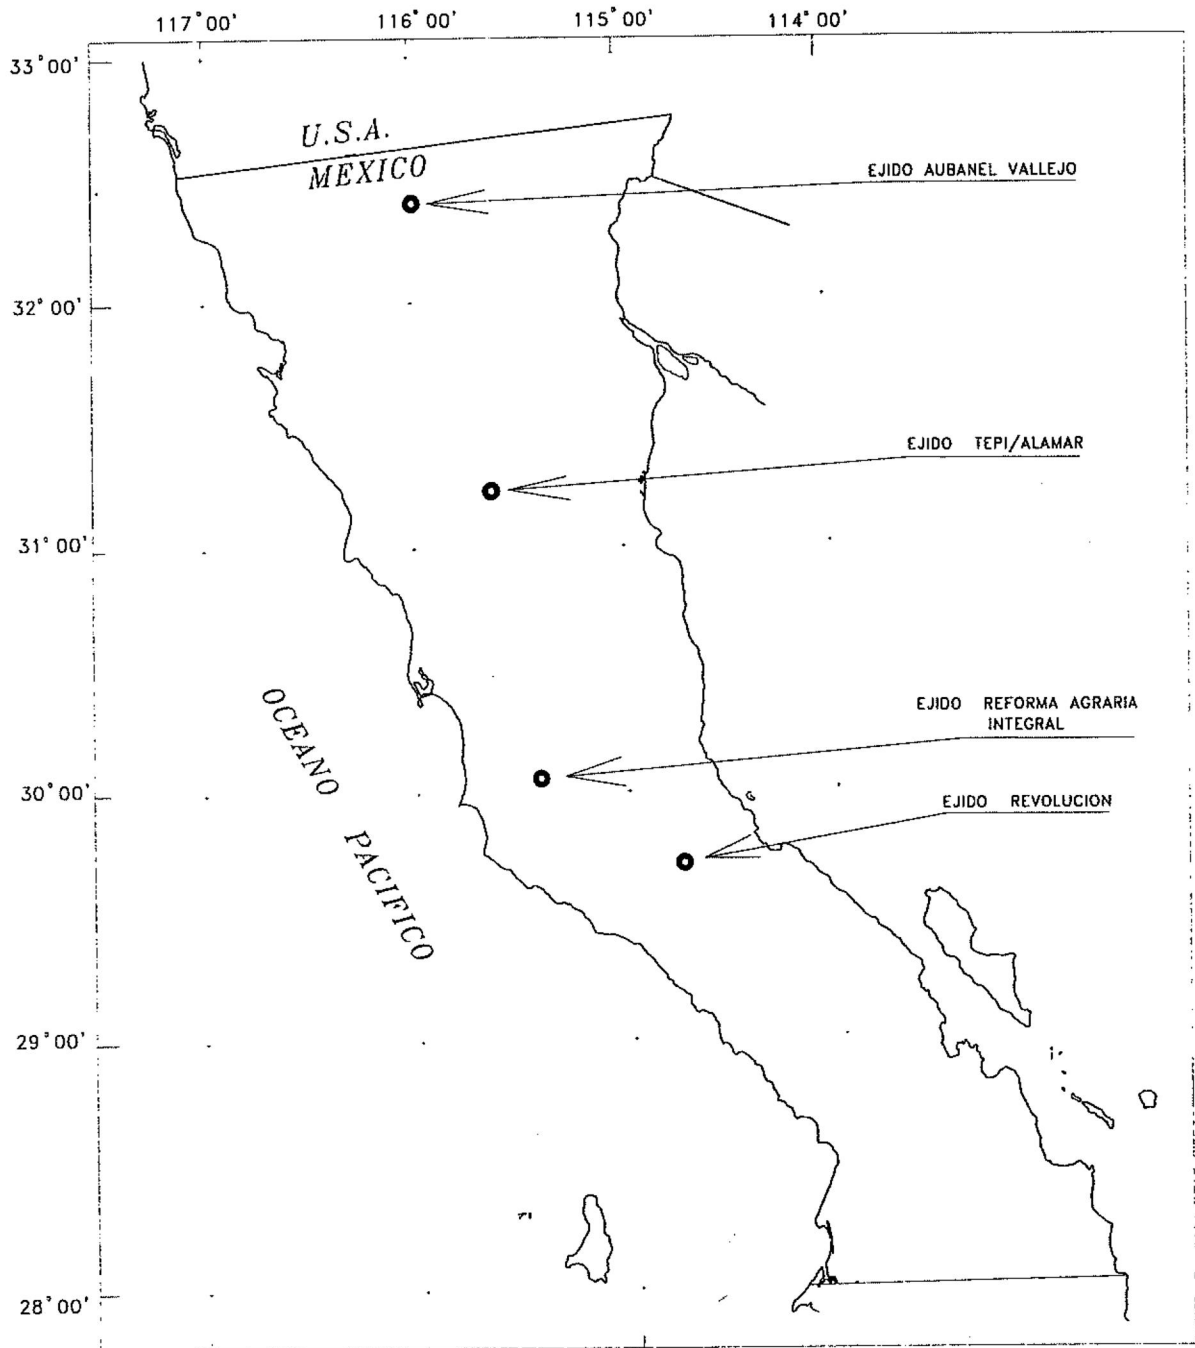 117°00'
116°00'
115°00'
114°00'
33°00'
U.S.A.
MEXICO
EJIDO AUBANEL VALLEJO
32°00'
EJIDO TEPI/ALAMAR
31°00'
OCEANO PACIFICO
EJIDO REFORMA AGRARIA
INTEGRAL
30°00'
EJIDO REVOLUCION
29°00'
28°00'